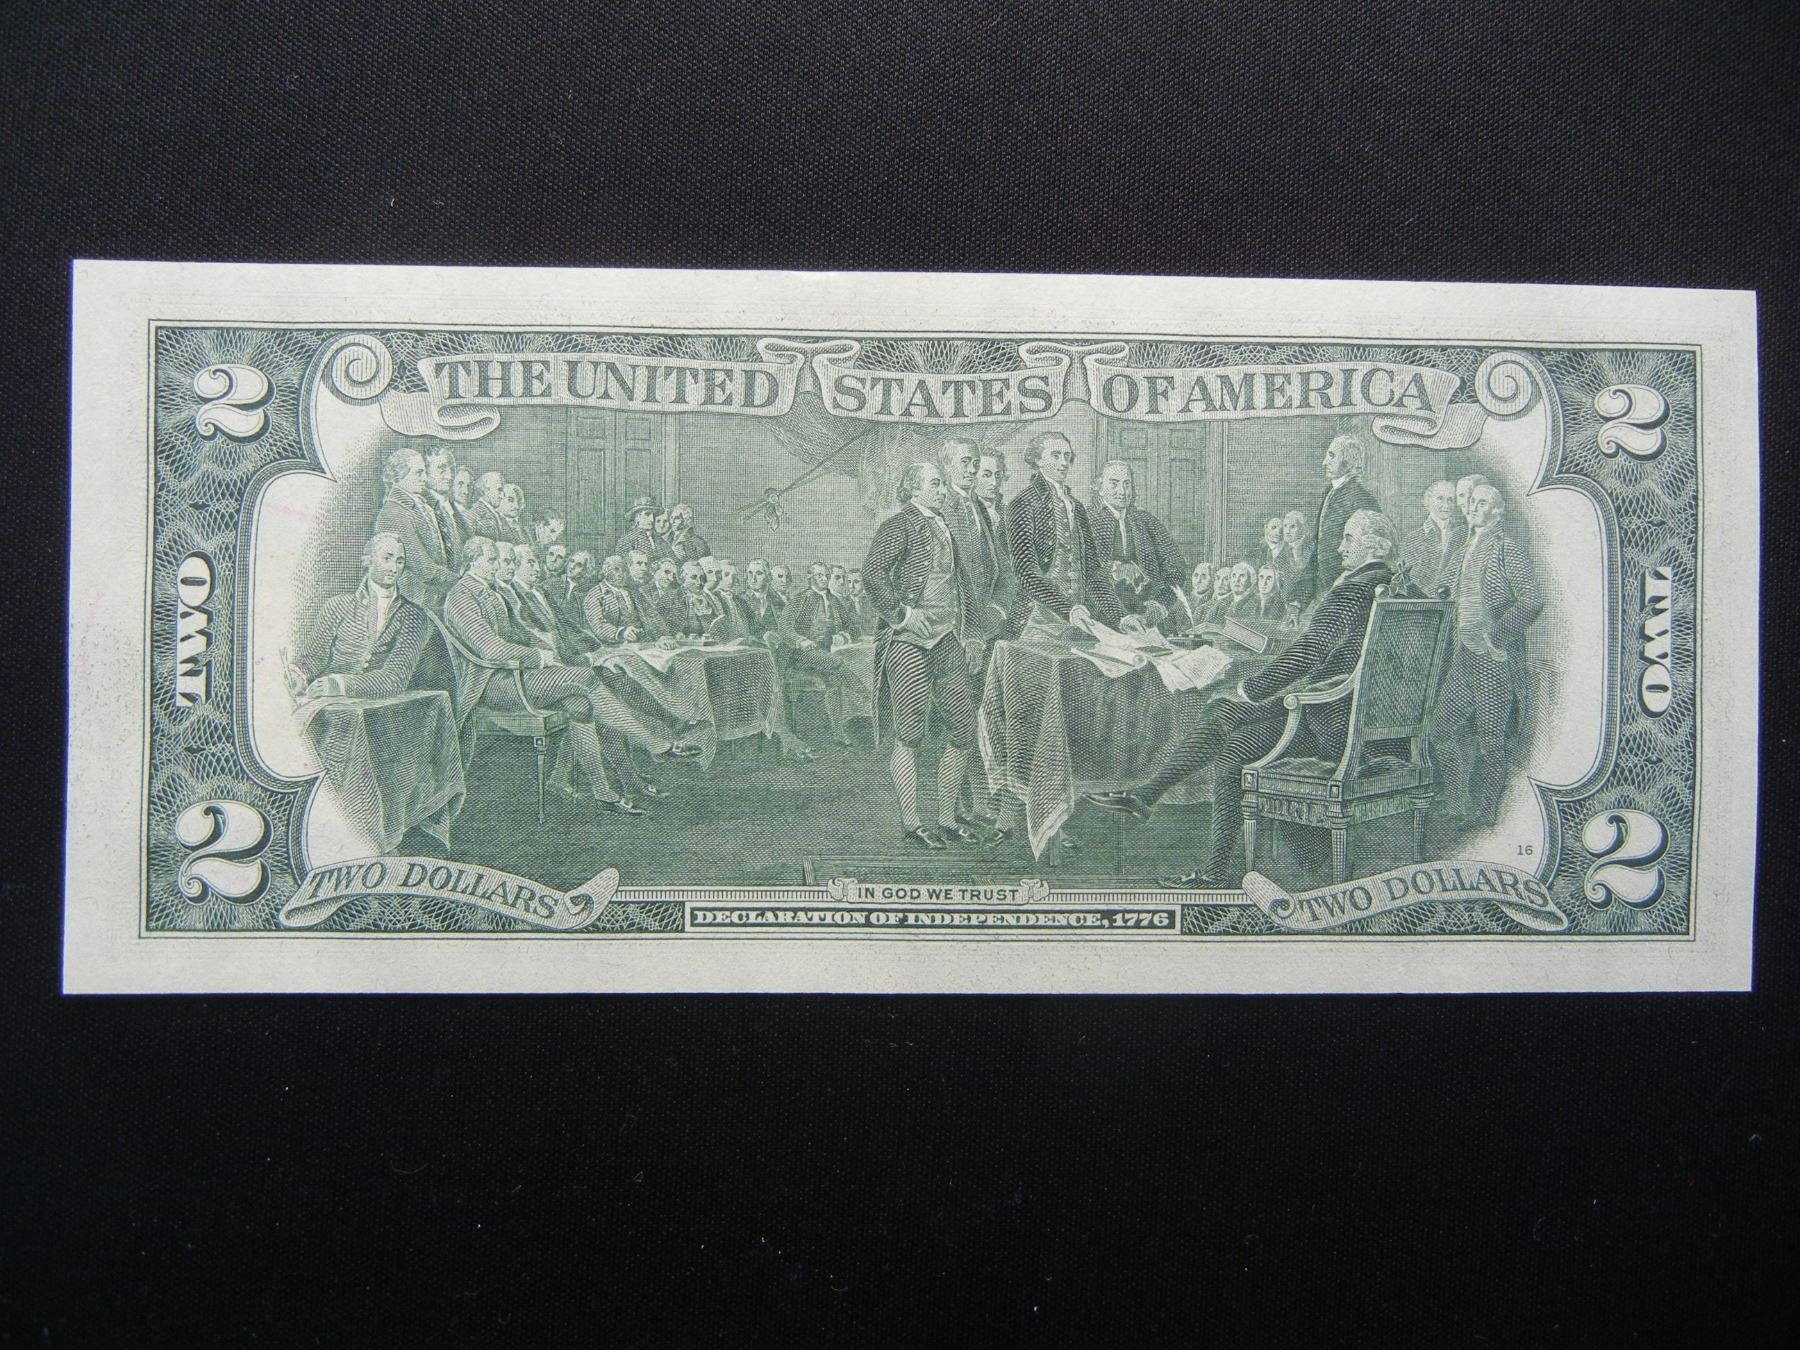 THE UNITED STATES OF AMERICA
2 2
TWO TWO
16
2 2
TWO DOLLARS IN GOD WE TRUST TWO DOLLARS
DECLARATION OF INDEPENDENCE, 1776